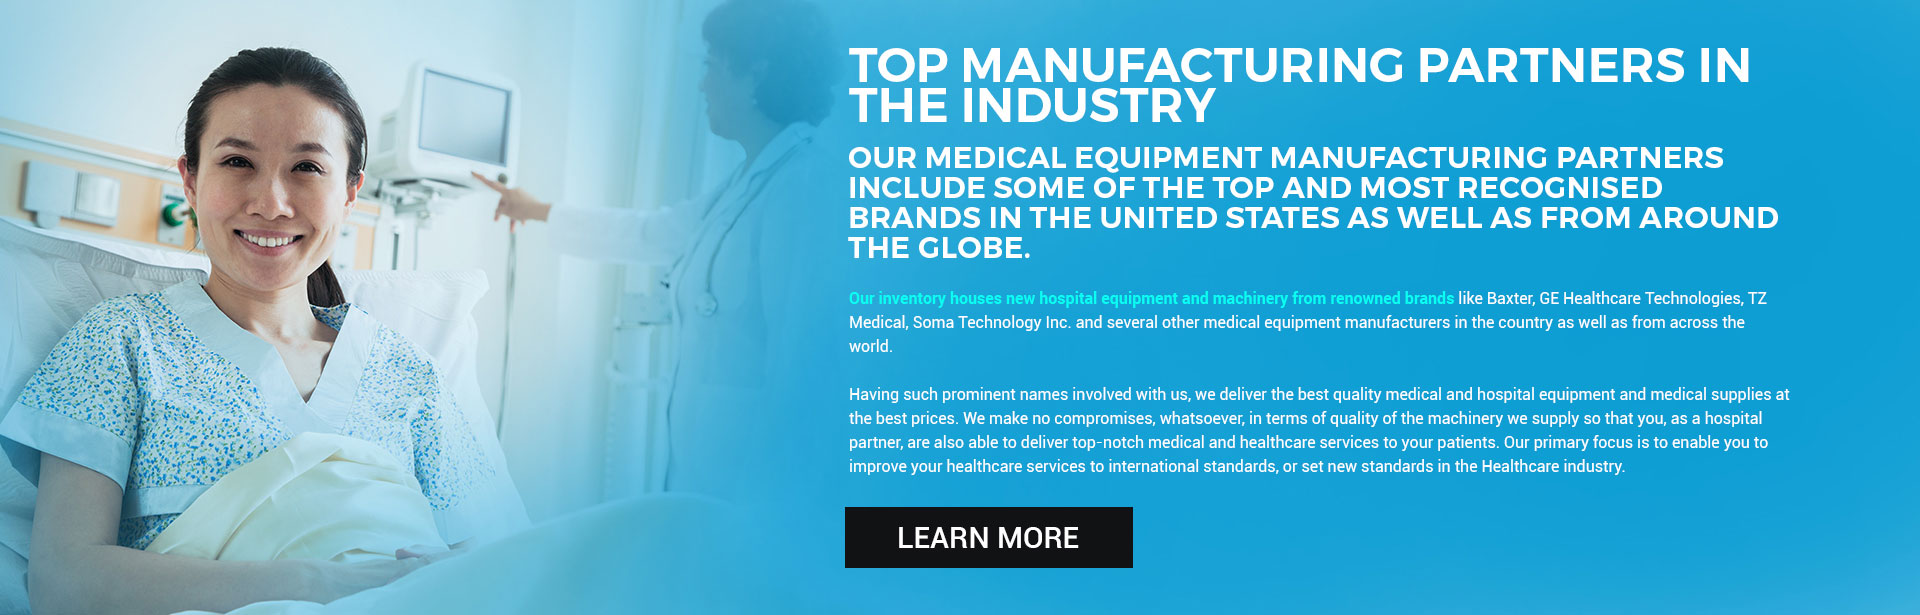 TOP MANUFACTURING PARTNERS IN
THE INDUSTRY
OUR MEDICAL EQUIPMENT MANUFACTURING PARTNERS
INCLUDE SOME OF THE TOP AND MOST RECOGNISED
BRANDS IN THE UNITED STATES AS WELL AS FROM AROUND
THE GLOBE.
Our inventory houses new hospital equipment and machinery from renowned brands like Baxter, GE Healthcare Technologies, TZ
Medical, Soma Technology Inc. and several other medical equipment manufacturers in the country as well as from across the
world.
Having such prominent names involved with us, we deliver the best quality medical and hospital equipment and medical supplies at
the best prices. We make no compromises, whatsoever, in terms of quality of the machinery we supply so that you, as a hospital
partner, are also able to deliver top-notch medical and healthcare services to your patients. Our primary focus is to enable you to
improve your healthcare services to international standards, or set new standards in the Healthcare industry.
LEARN MORE